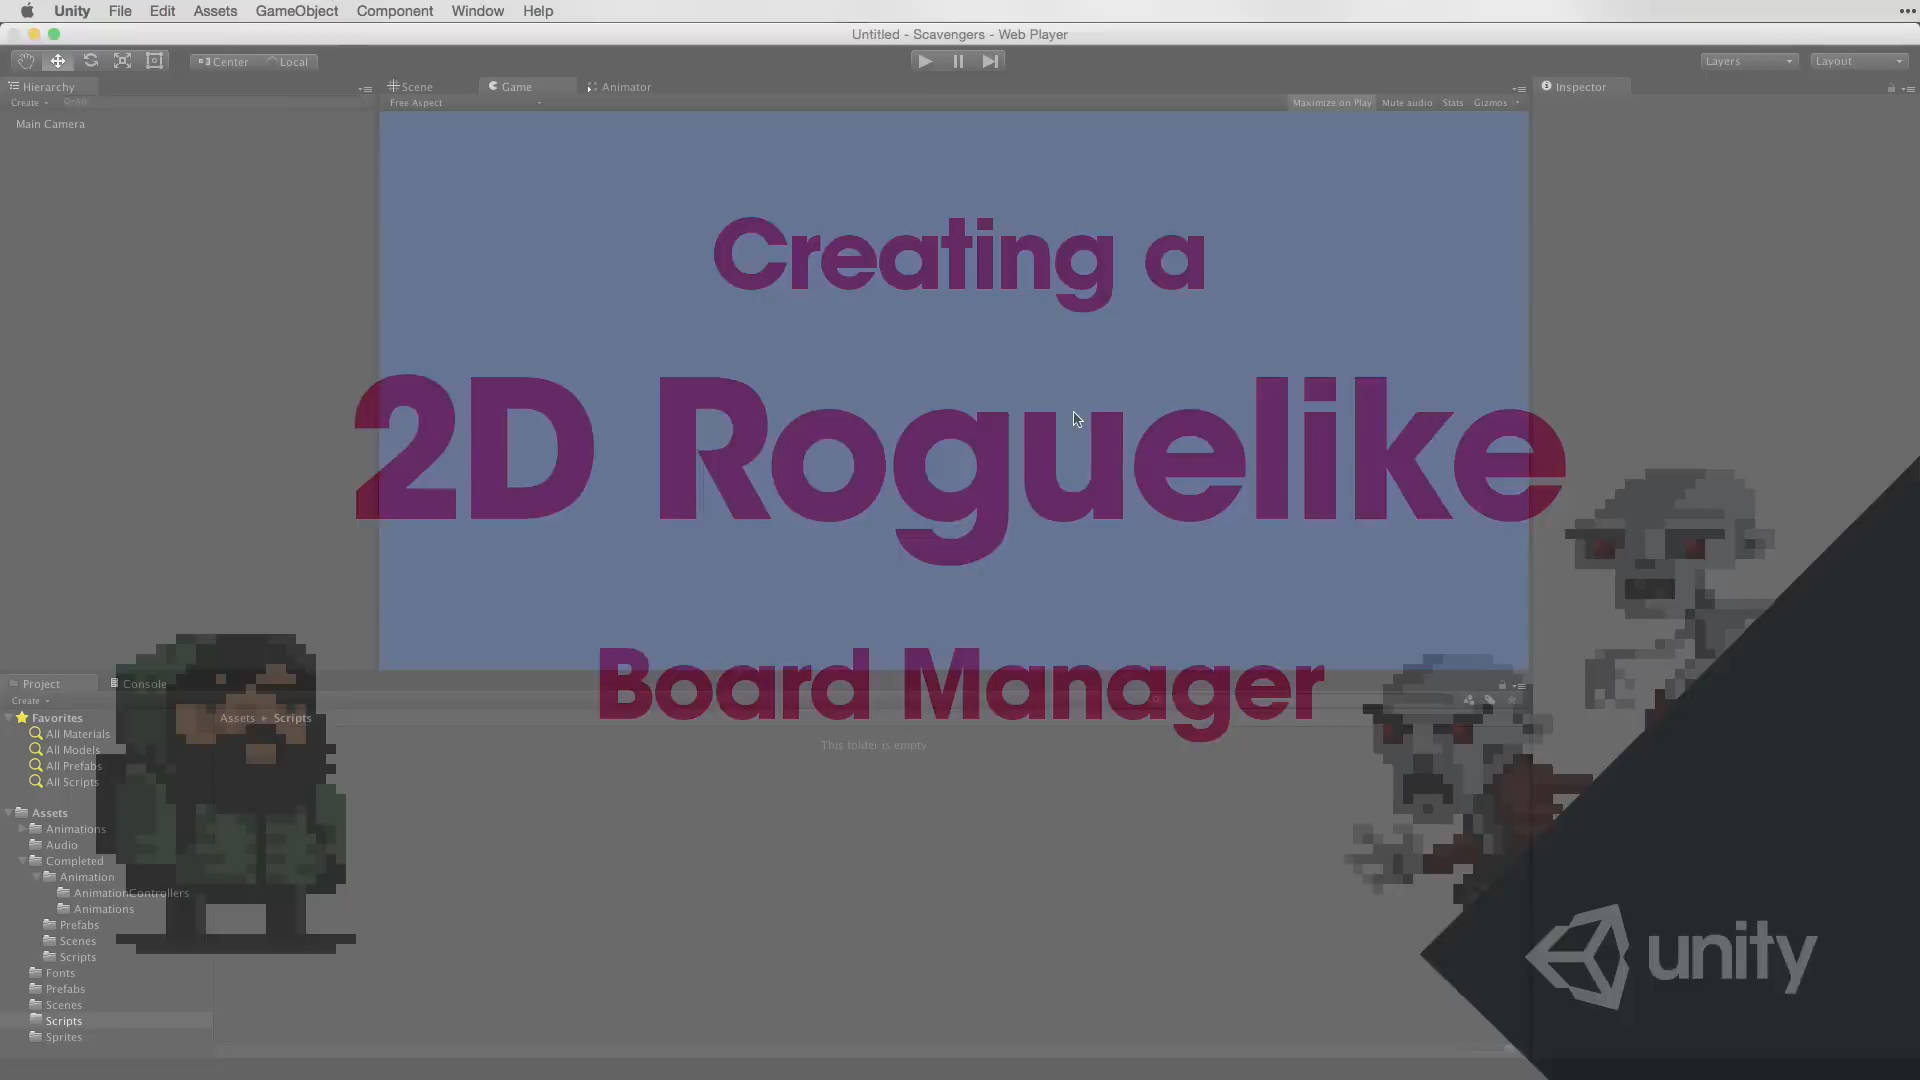 Unity File Edit Assets GameObject Component Window Help
Untitled - Scavengers - Web Player
Center Local
Layers
Layout
Hierarchy
Scene
Game
Animator
Inspector
Create
Free Aspect
Maximize on Play Mute audio Stats Gizmos
Main Camera
Creating a
2D Roguelike
Board Manager
Project
Console
Create
Favorites
Assets Scripts
All Materials
This folder is empty
All Models
All Prefabs
All Scripts
Assets
Animations
Audio
Completed
Animation
AnimationControllers
Animations
Prefabs
Scenes
Scripts
Fonts
Prefabs
Scenes
Scripts
Sprites
unity